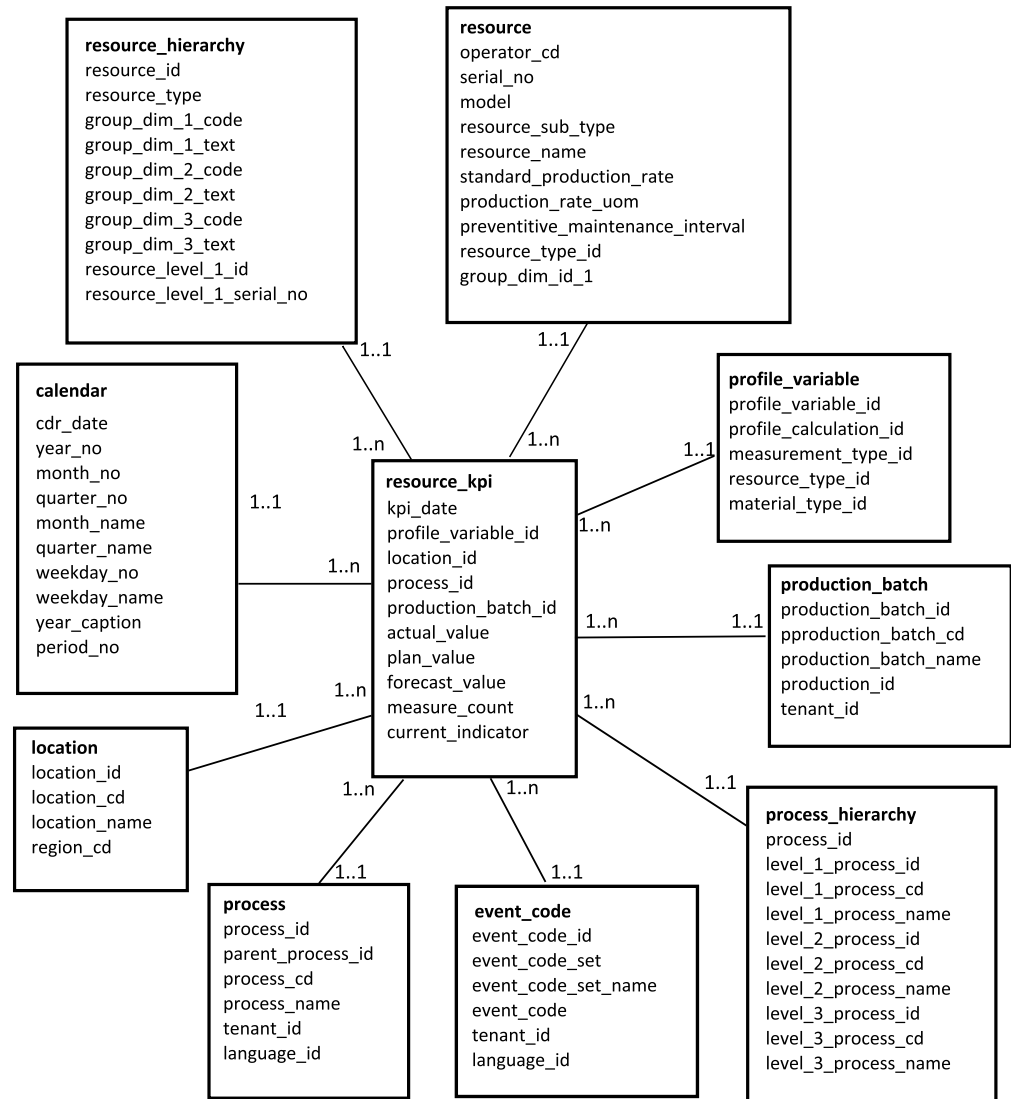 resource_hierarchy
resource_id
resource_type
group_dim_1_code
group_dim_1_text
group_dim_2_code
group_dim_2_text
group_dim_3_code
group_dim_3_text
resource_level_1_id
resource_level_1_serial_no
resource
operator_cd
serial_no
model
resource_sub_type
resource_name
standard_production_rate
production_rate_uom
preventitive_maintenance_interval
resource_type_id
group_dim_id_1
1..1
1..n
1..1
1..n
calendar
cdr_date
year_no
month_no
quarter_no
month_name
quarter_name
weekday_no
weekday_name
year_caption
period_no
1..1
1..n
resource_kpi
kpi_date
profile_variable_id
location_id
process_id
production_batch_id
actual_value
plan_value
forecast_value
measure_count
current_indicator
profile_variable
profile_variable_id
profile_calculation_id
measurement_type_id
resource_type_id
material_type_id
1..1
1..n
production_batch
production_batch_id
pproduction_batch_cd
production_batch_name
production_id
tenant_id
1..n
1..1
location
location_id
location_cd
location_name
region_cd
1..1
1..n
process
process_id
parent_process_id
process_cd
process_name
tenant_id
language_id
1..n
1..1
event_code
event_code_id
event_code_set
event_code_set_name
event_code
tenant_id
language_id
1..n
1..1
process_hierarchy
process_id
level_1_process_id
level_1_process_cd
level_1_process_name
level_2_process_id
level_2_process_cd
level_2_process_name
level_3_process_id
level_3_process_cd
level_3_process_name
1..n
1..1